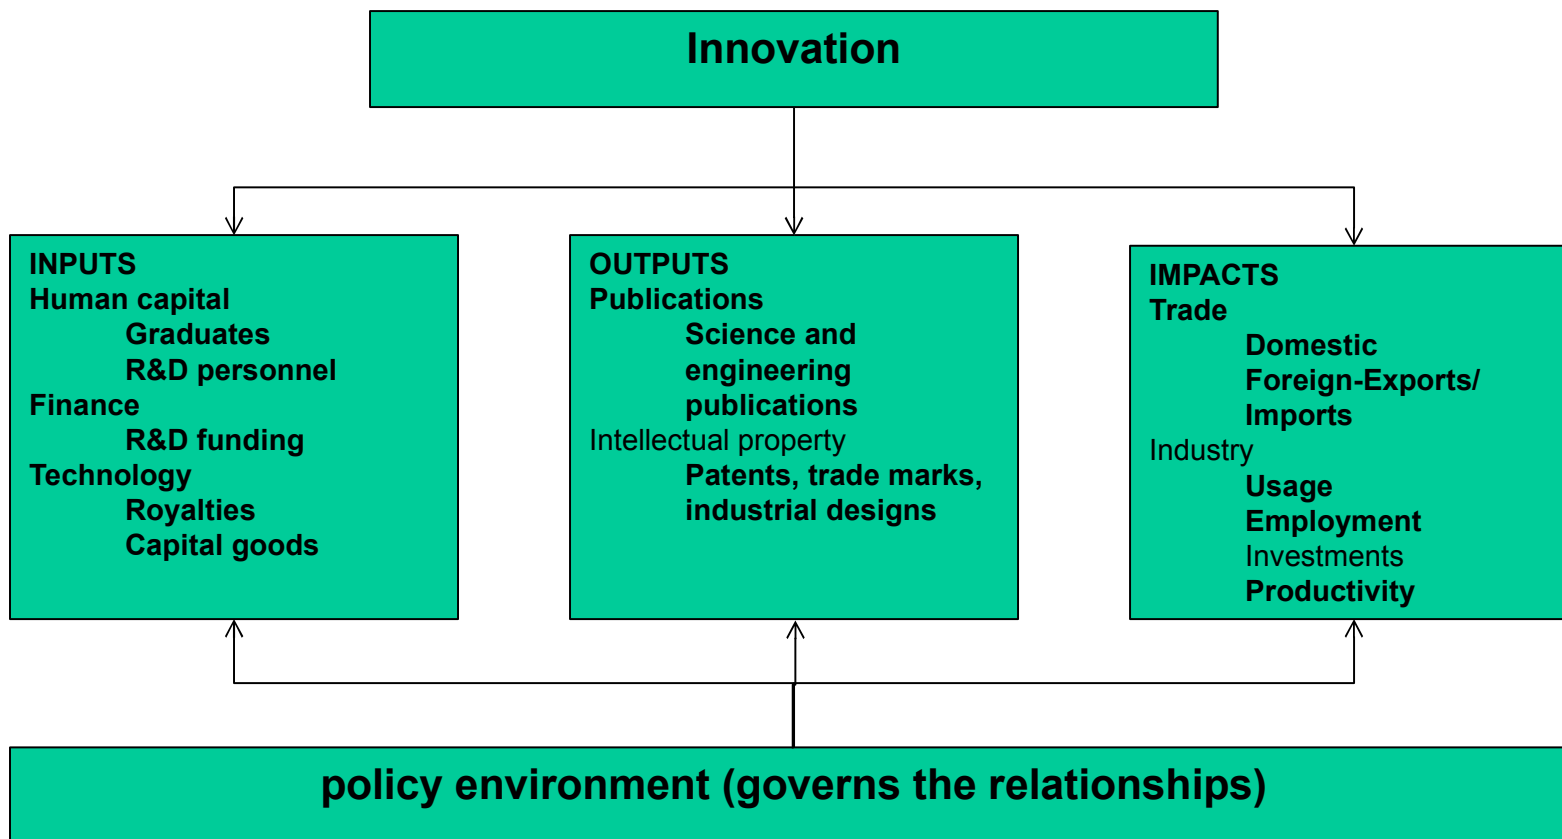 Innovation
INPUTS
Human capital
Graduates
R&D personnel
Finance
R&D funding
Technology
Royalties
Capital goods
OUTPUTS
Publications
Science and
engineering
publications
Intellectual property
Patents, trade marks,
industrial designs
IMPACTS
Trade
Domestic
Foreign-Exports/
Imports
Industry
Usage
Employment
Investments
Productivity
policy environment (governs the relationships)